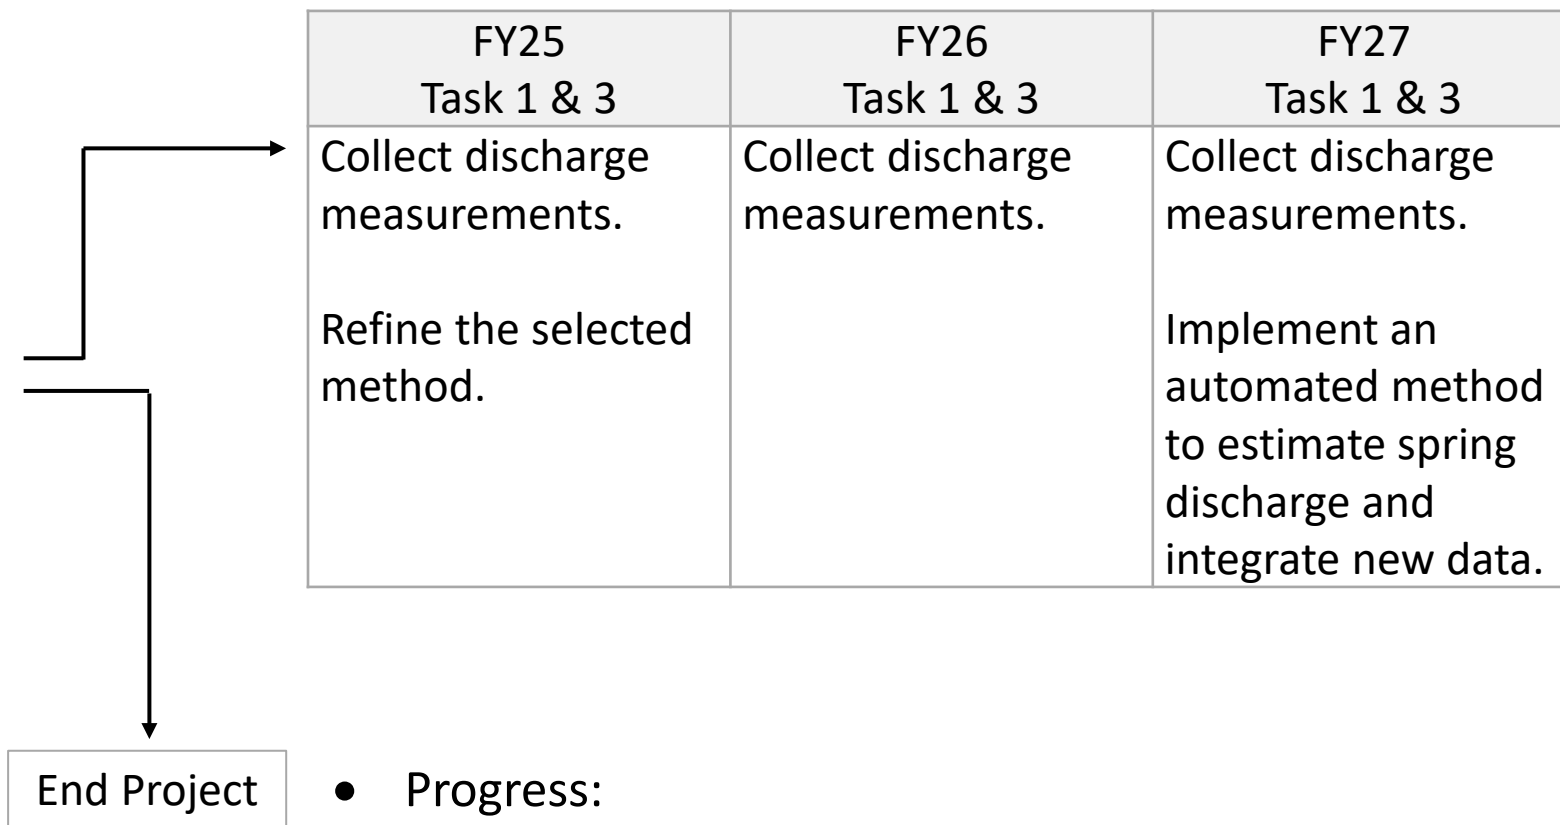 FY25
Task 1 & 3
FY26
Task 1 & 3
FY27
Task 1 & 3
Collect discharge
measurements.
Refine the selected
method.
Collect discharge
measurements.
Collect discharge
measurements.
Implement an
automated method
to estimate spring
discharge and
integrate new data.
End Project
• Progress: